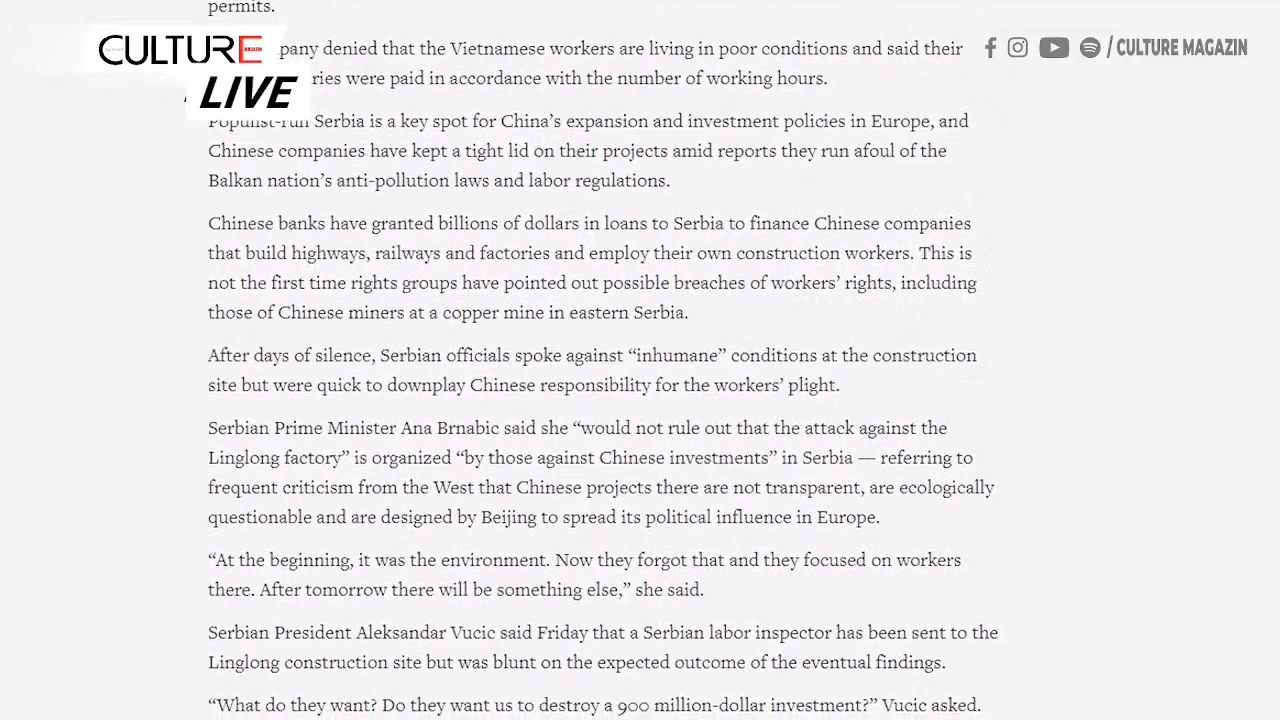 permits.
CULTURE
MAGAZIN
/ CULTURE MAGAZIN
pany denied that the Vietnamese workers are living in poor conditions and said their
LIVE
ries were paid in accordance with the number of working hours.
Populist-run Serbia is a key spot for China’s expansion and investment policies in Europe, and
Chinese companies have kept a tight lid on their projects amid reports they run afoul of the
Balkan nation’s anti-pollution laws and labor regulations.
Chinese banks have granted billions of dollars in loans to Serbia to finance Chinese companies
that build highways, railways and factories and employ their own construction workers. This is
not the first time rights groups have pointed out possible breaches of workers’ rights, including
those of Chinese miners at a copper mine in eastern Serbia.
After days of silence, Serbian officials spoke against “inhumane” conditions at the construction
site but were quick to downplay Chinese responsibility for the workers’ plight.
Serbian Prime Minister Ana Brnabic said she “would not rule out that the attack against the
Linglong factory” is organized “by those against Chinese investments” in Serbia — referring to
frequent criticism from the West that Chinese projects there are not transparent, are ecologically
questionable and are designed by Beijing to spread its political influence in Europe.
“At the beginning, it was the environment. Now they forgot that and they focused on workers
there. After tomorrow there will be something else,” she said.
Serbian President Aleksandar Vucic said Friday that a Serbian labor inspector has been sent to the
Linglong construction site but was blunt on the expected outcome of the eventual findings.
“What do they want? Do they want us to destroy a 900 million-dollar investment?” Vucic asked.